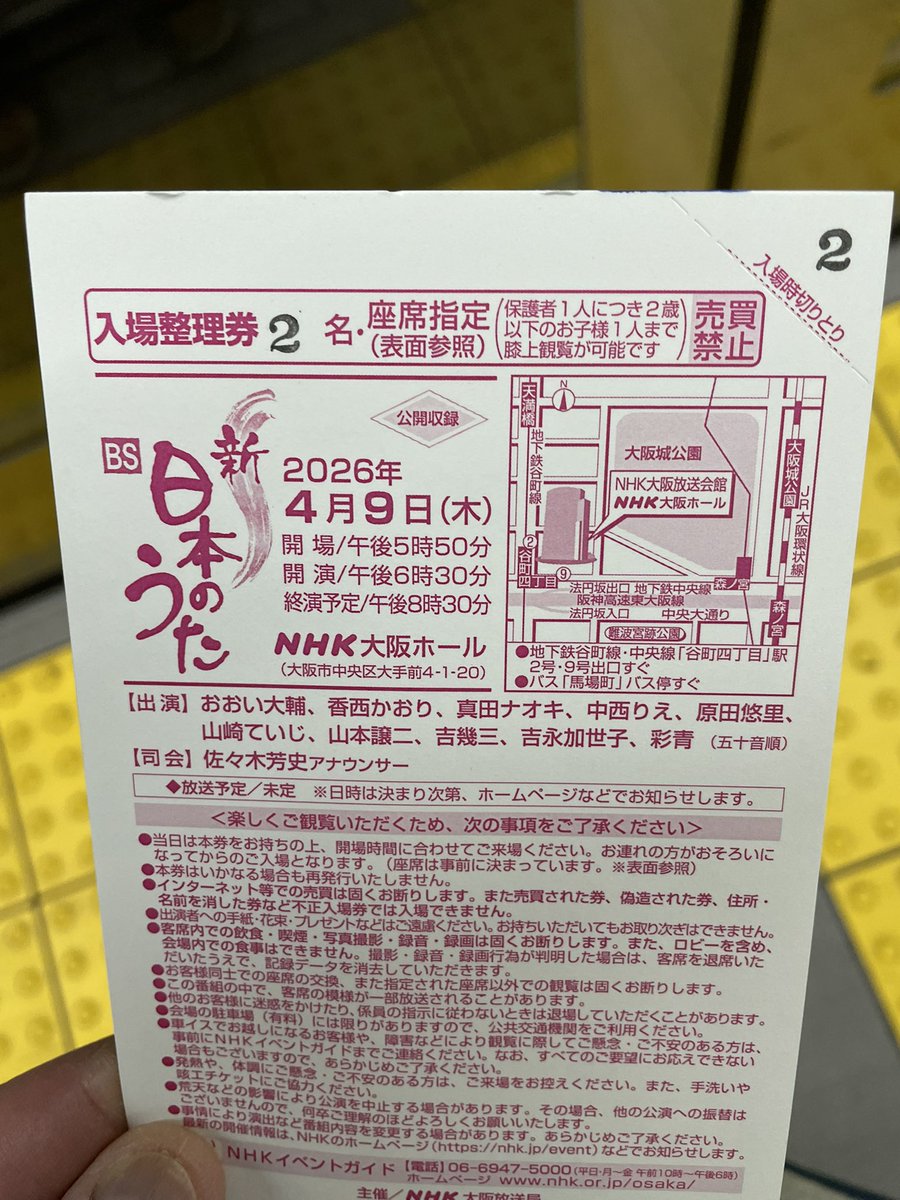 2
入場時切りとり
入場整理券 2 名・座席指定(表面参照)
(保護者1人につき2歳以下のお子様1人まで膝上観覧が可能です)
売買禁止
公開収録
BS
新日本のうた
2026年
4月9日(木)
開場/午後5時50分
開演/午後6時30分
終演予定/午後8時30分
NHK大阪ホール
(大阪市中央区大手前4-1-20)
N
天満橋
地下鉄谷町線
大阪城公園
NHK大阪放送会館
NHK大阪ホール
大阪城公園
JR大阪環状線
②
谷町四丁目
⑨
森ノ宮
法円坂出口 地下鉄中央線
阪神高速東大阪線
法円坂入口 中央大通り
森ノ宮
難波宮跡公園
●地下鉄谷町線・中央線「谷町四丁目」駅
2号・9号出口すぐ
●バス「馬場町」バス停すぐ
【出演】おおい大輔、香西かおり、真田ナオキ、中西りえ、原田悠里、
山崎ていじ、山本譲二、吉幾三、吉永加世子、彩青 (五十音順)
【司会】佐々木芳史アナウンサー
◆放送予定/未定 ※日時は決まり次第、ホームページなどでお知らせします。
<楽しくご観覧いただくため、次の事項をご了承ください>
●当日は本券をお持ちの上、開場時間に合わせてご来場ください。お連れの方がおそろいに
なってからのご入場となります。(座席は事前に決まっています。※表面参照)
●本券はいかなる場合も再発行いたしません。
●インターネット等での売買は固くお断りします。また売買された券、偽造された券、住所・
名前を消した券など不正入場券では入場できません。
●出演者への手紙・花束・プレゼントなどはご遠慮ください。お持ちいただいてもお取り次ぎはできません。
●客席内での飲食・喫煙・写真撮影・録音・録画は固くお断りします。また、ロビーを含め、
会場内での食事はできません。撮影・録音・録画行為が判明した場合は、客席を退席いた
だいたうえで、記録データを消去していただきます。
●お客様同士での座席の交換、また指定された座席以外での観覧は固くお断りします。
●この番組の中で、客席の模様が一部放送されることがあります。
●他のお客様に迷惑をかけたり、係員の指示に従わないときは退場していただくことがあります。
●会場の駐車場(有料)には限りがありますので、公共交通機関をご利用ください。
●車イスでお越しになるお客様や、障害などにより観覧に際してご懸念・ご不安のある方は、
事前にNHKイベントガイドまでご連絡ください。なお、すべてのご要望にお応えできない
場合もございますので、あらかじめご了承ください。
●発熱や、体調にご懸念・ご不安のある方は、ご来場をお控えください。また、手洗いや
咳エチケットにご協力ください。
●荒天などの影響により公演を中止する場合があります。その場合、他の公演への振替は
ございませんので、何卒ご理解のほどよろしくお願いいたします。
●事情により演出など番組内容を変更する場合があります。あらかじめご了承ください。
最新の開催情報は、NHKのホームページ(https://nhk.jp/event)などでお知らせします。
NHKイベントガイド【電話】06-6947-5000(平日・月〜金 午前10時〜午後6時)
ホームページ www.nhk.or.jp/osaka/
主催/NHK大阪放送局